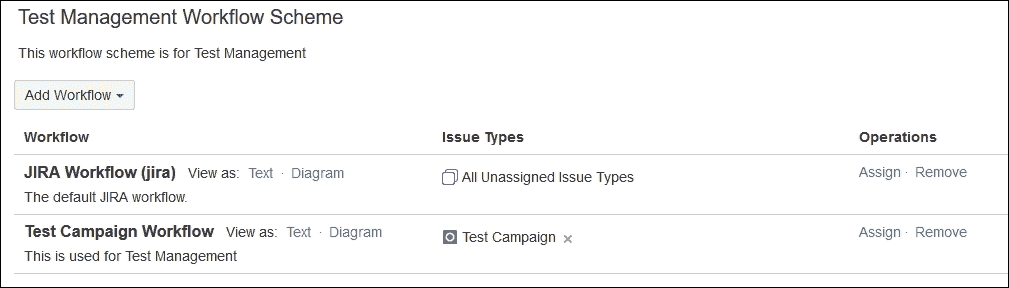 Test Management Workflow Scheme
This workflow scheme is for Test Management
Add Workflow
Workflow Issue Types Operations
JIRA Workflow (jira) View as: Text · Diagram All Unassigned Issue Types Assign · Remove
The default JIRA workflow.
Test Campaign Workflow View as: Text · Diagram Test Campaign × Assign · Remove
This is used for Test Management